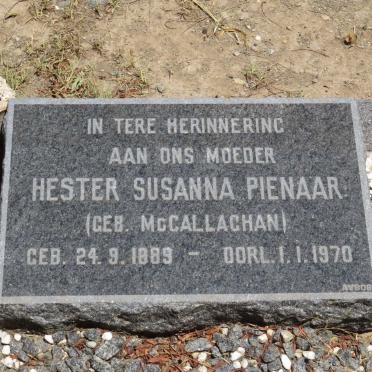 IN TERE HERINNERING
AAN ONS MOEDER
HESTER SUSANNA PIENAAR
(GEB. McCALLACHAN)
GEB. 24.9.1889 - OORL. 1.1.1970